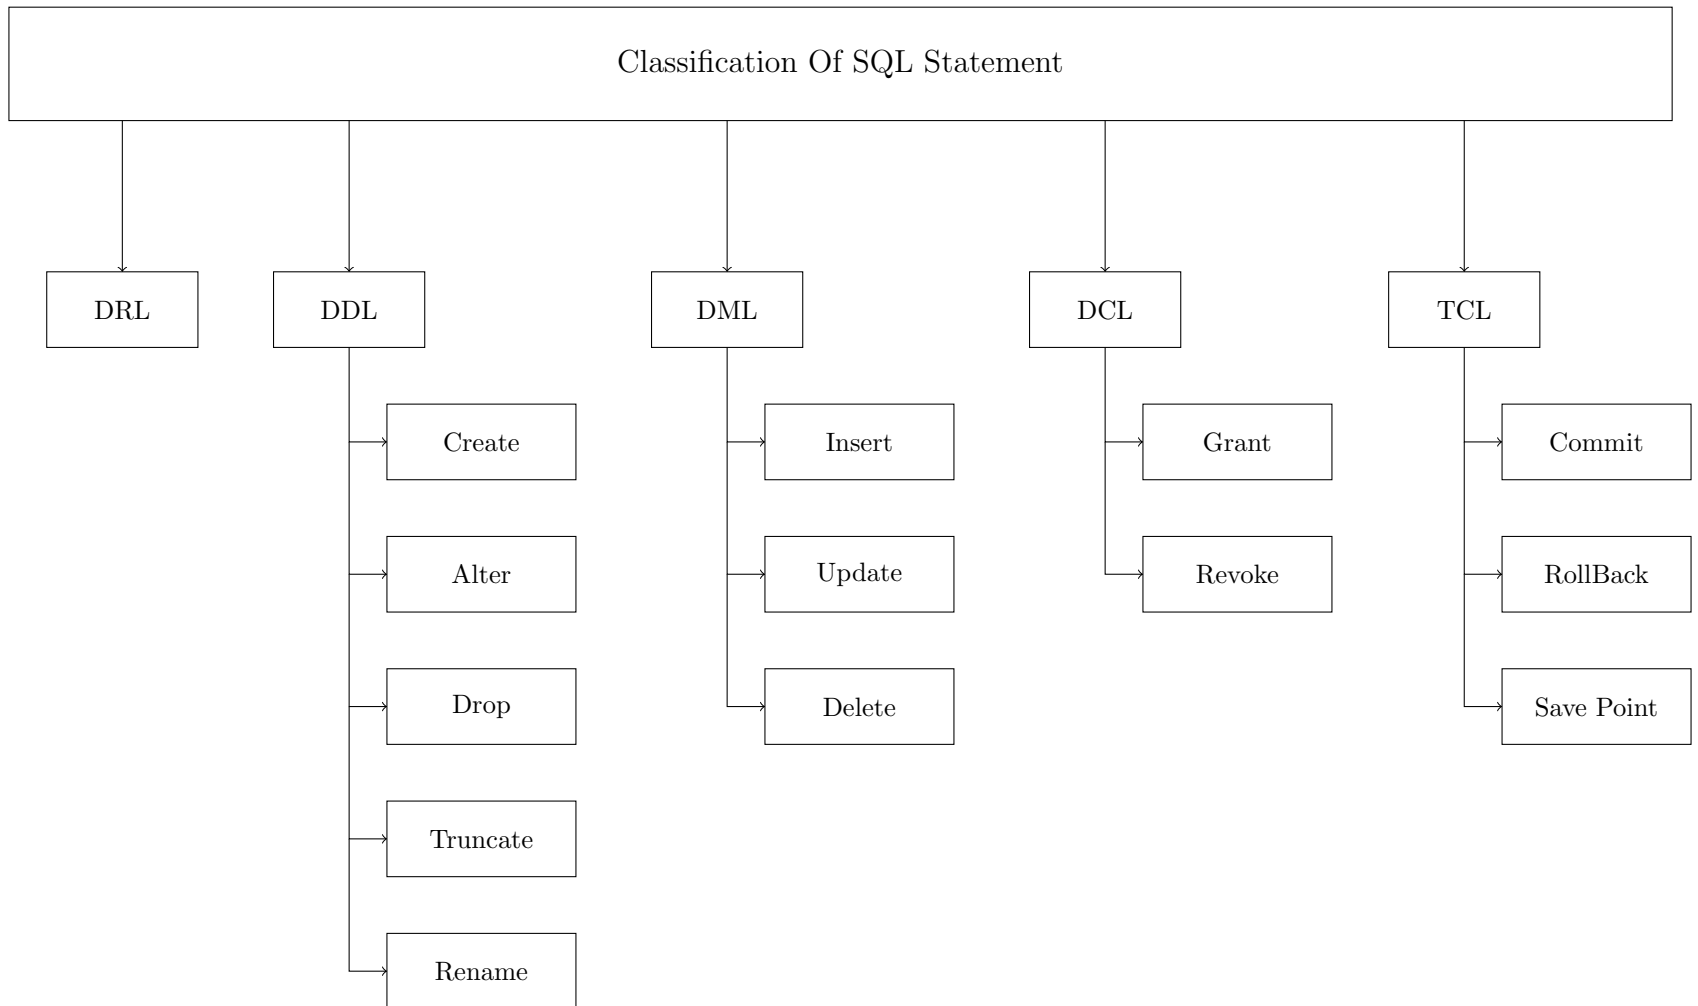 Classification Of SQL Statement
DRL
DDL
DML
DCL
TCL
Create
Insert
Grant
Commit
Alter
Update
Revoke
RollBack
Drop
Delete
Save Point
Truncate
Rename